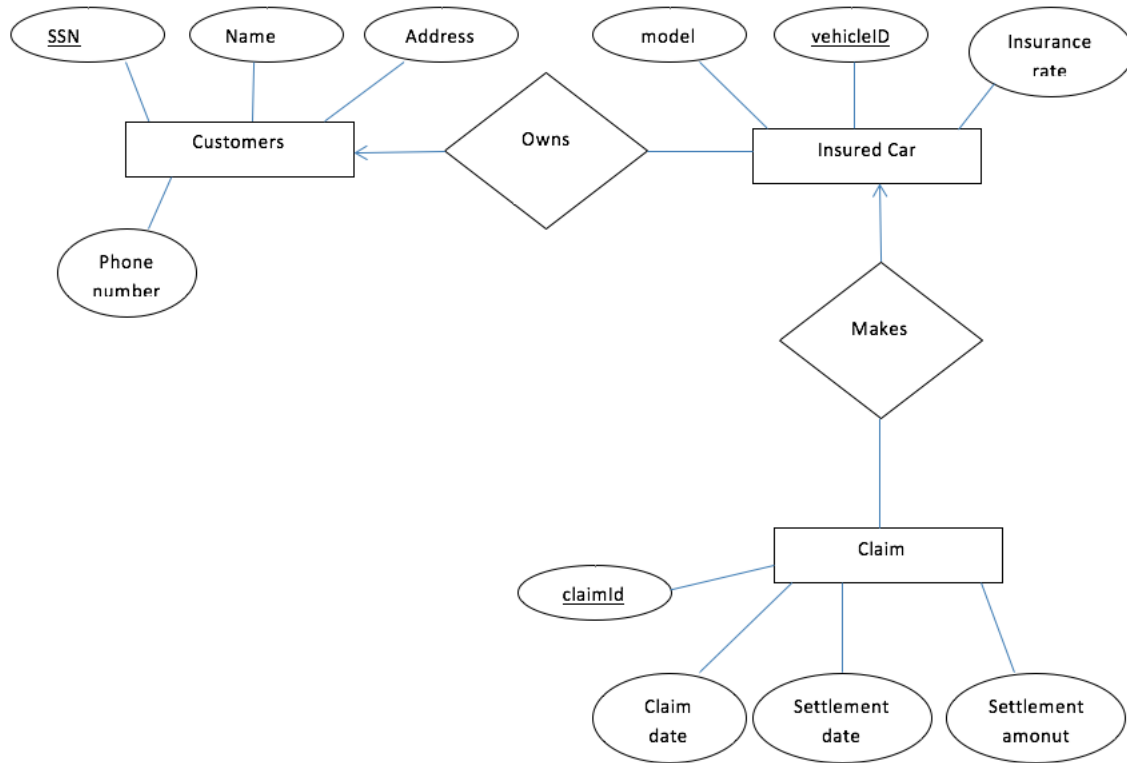 SSN
Name
Address
model
vehicleID
Insurance
rate
Customers
Owns
Insured Car
Phone
number
Makes
Claim
claimId
Claim
date
Settlement
date
Settlement
amonut